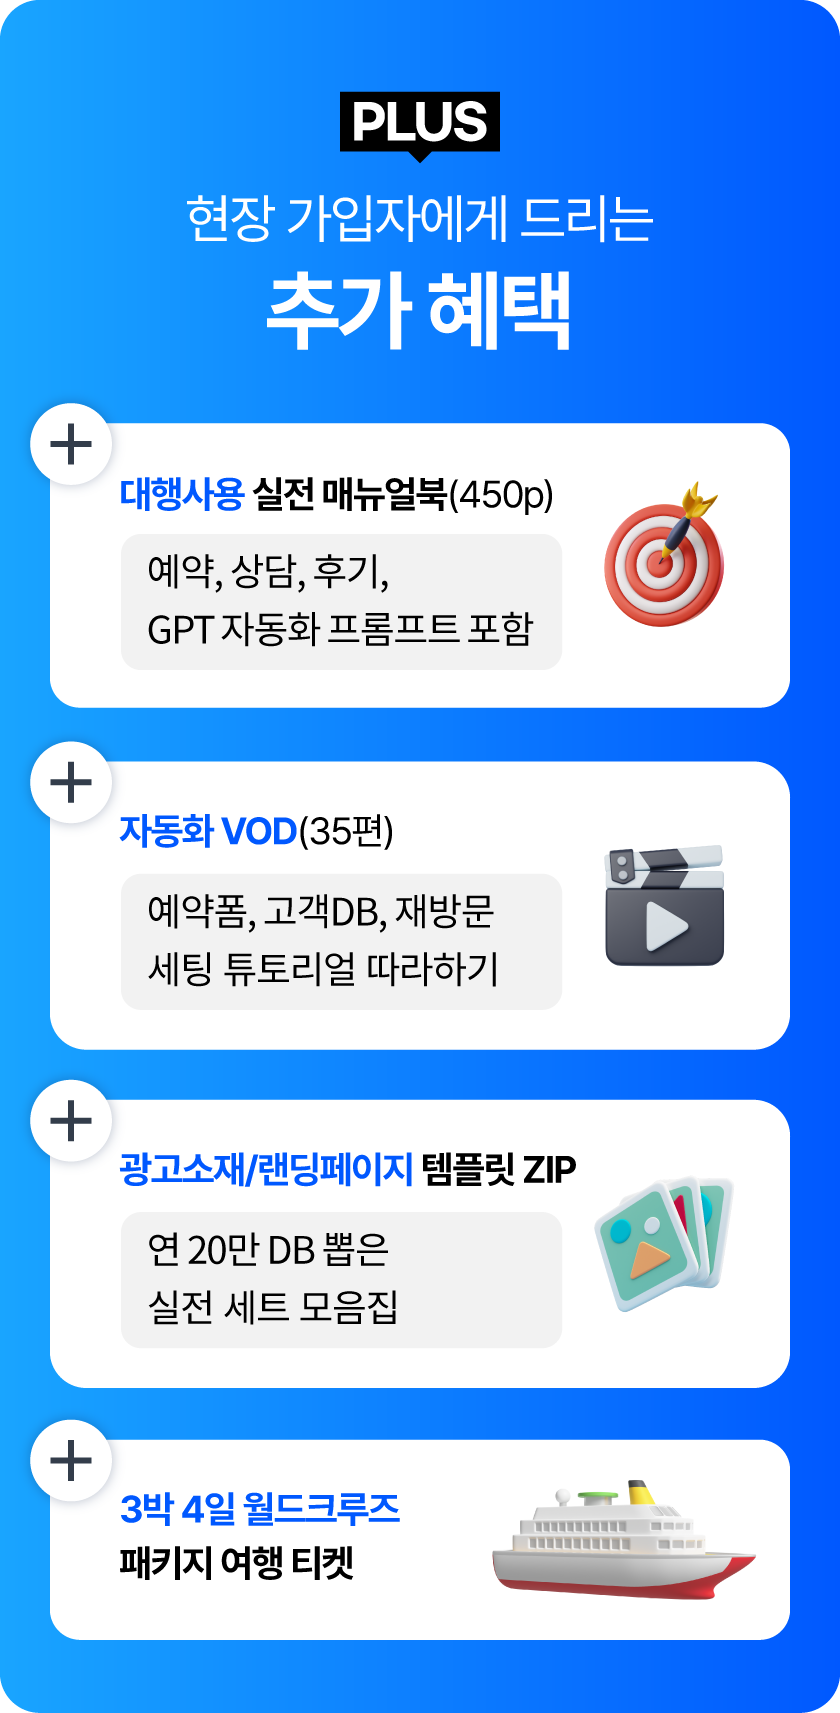 PLUS
현장 가입자에게 드리는
추가 혜택
대행사용 실전 매뉴얼북(450p)
예약, 상담, 후기,
GPT 자동화 프롬프트 포함
자동화 VOD(35편)
예약폼, 고객DB, 재방문
세팅 튜토리얼 따라하기
광고소재/랜딩페이지 템플릿 ZIP
연 20만 DB 뽑은
실전 세트 모음집
3박 4일 월드크루즈
패키지 여행 티켓